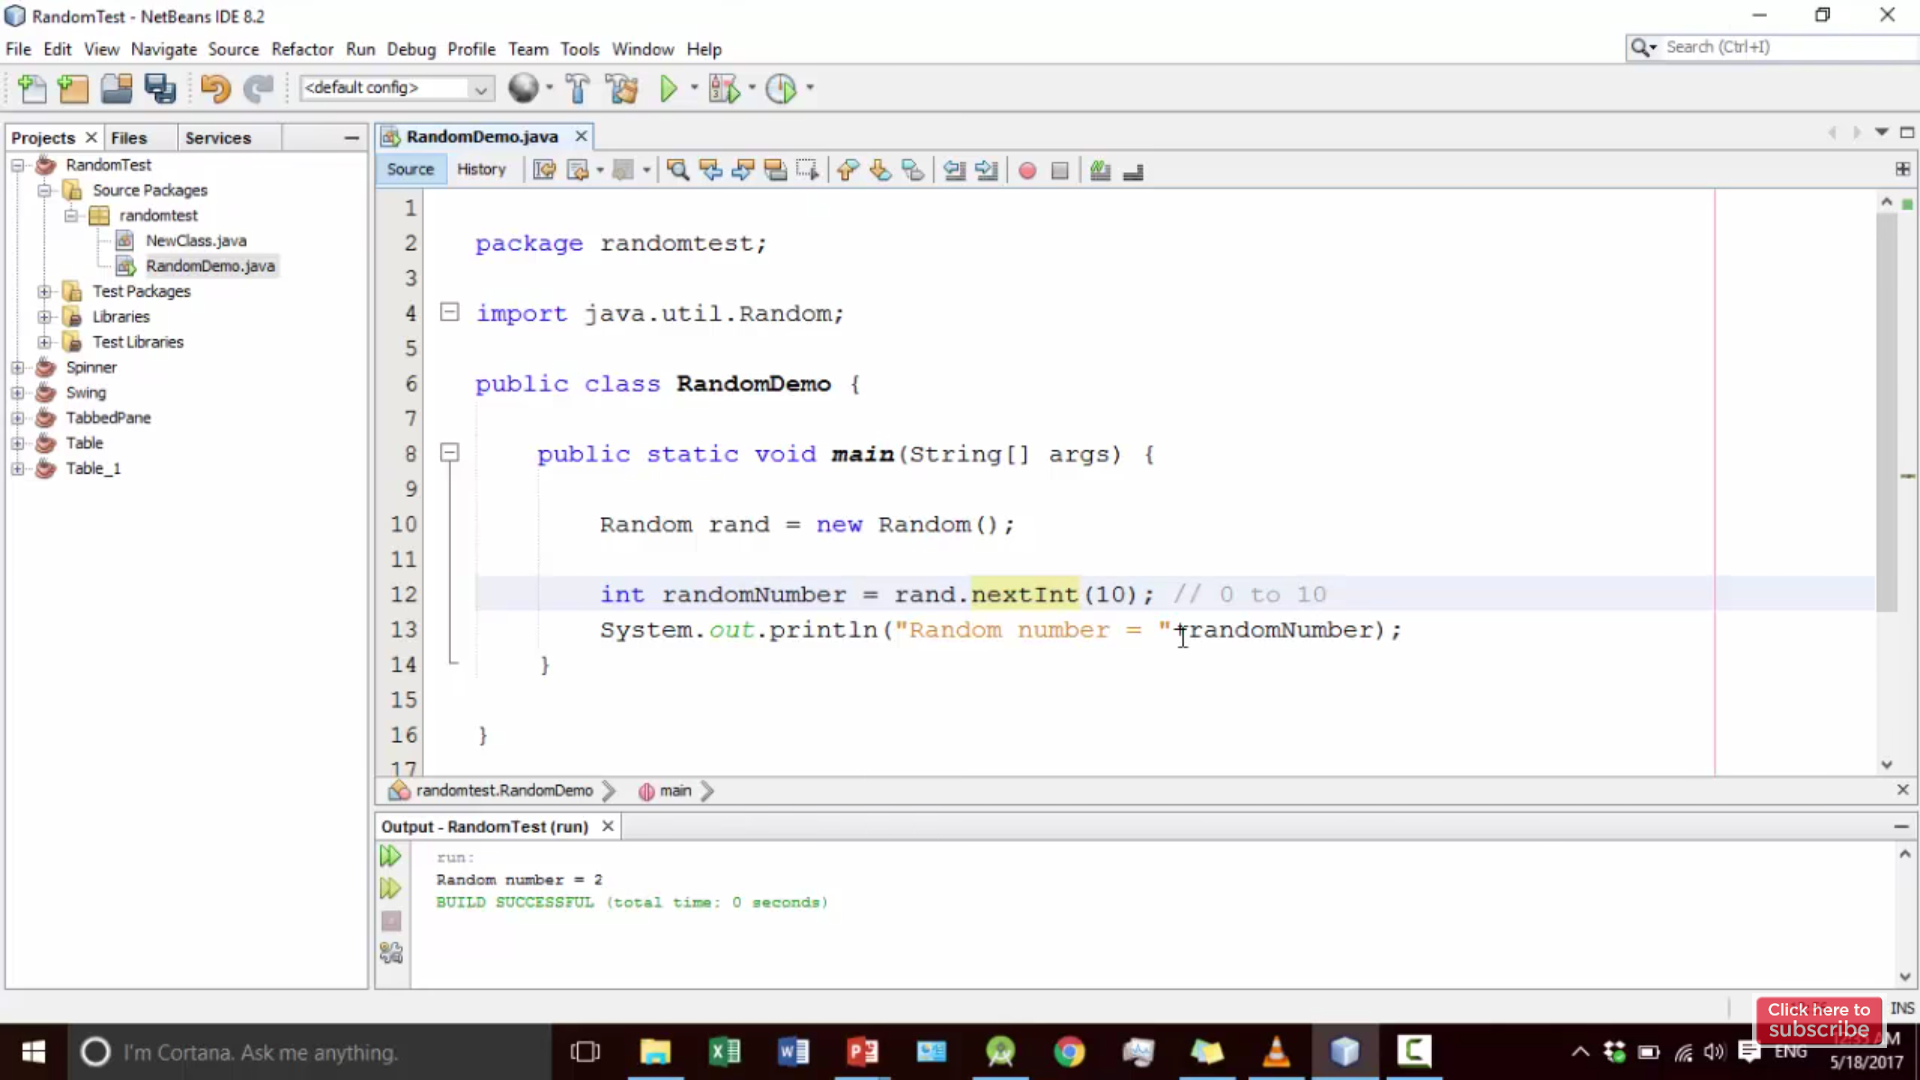 RandomTest - NetBeans IDE 8.2
File Edit View Navigate Source Refactor Run Debug Profile Team Tools Window Help
Search (Ctrl+I)
<default config>
Projects Files Services
RandomTest
Source Packages
randomtest
NewClass.java
RandomDemo.java
Test Packages
Libraries
Test Libraries
Spinner
Swing
TabbedPane
Table
Table_1
RandomDemo.java
Source History
1
2 package randomtest;
3
4 import java.util.Random;
5
6 public class RandomDemo {
7
8 public static void main(String[] args) {
9
10 Random rand = new Random();
11
12 int randomNumber = rand.nextInt(10); // 0 to 10
13 System.out.println("Random number = "+randomNumber);
14 }
15
16 }
17
randomtest.RandomDemo main
Output - RandomTest (run)
run:
Random number = 2
BUILD SUCCESSFUL (total time: 0 seconds)
INS
Click here to
subscribe
I'm Cortana. Ask me anything.
ENG
5/18/2017